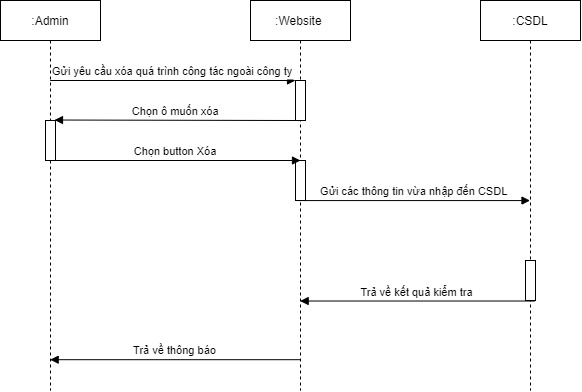 :Admin
:Website
:CSDL
Gửi yêu cầu xóa quá trình công tác ngoài công ty
Chọn ô muốn xóa
Chọn button Xóa
Gửi các thông tin vừa nhập đến CSDL
Trả về kết quả kiểm tra
Trả về thông báo